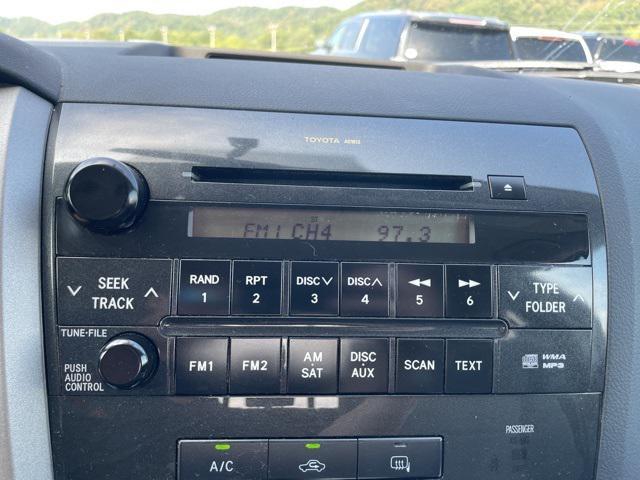 TOYOTA
ST
FM1 CH4 97.3
SEEK TRACK
RAND 1
RPT 2
DISC 3
DISC 4
5
6
TYPE FOLDER
TUNE·FILE
PUSH AUDIO CONTROL
FM1
FM2
AM ·SAT
DISC AUX
SCAN
TEXT
WMA
MP3
PASSENGER
A/C